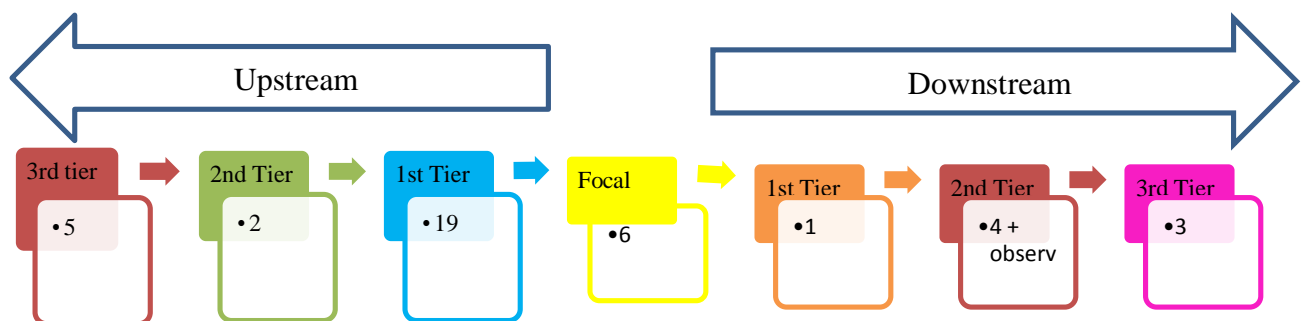 Upstream
Downstream
3rd tier
• 5
2nd Tier
• 2
1st Tier
• 19
Focal
•6
1st Tier
•1
2nd Tier
•4 +
observ
3rd Tier
•3